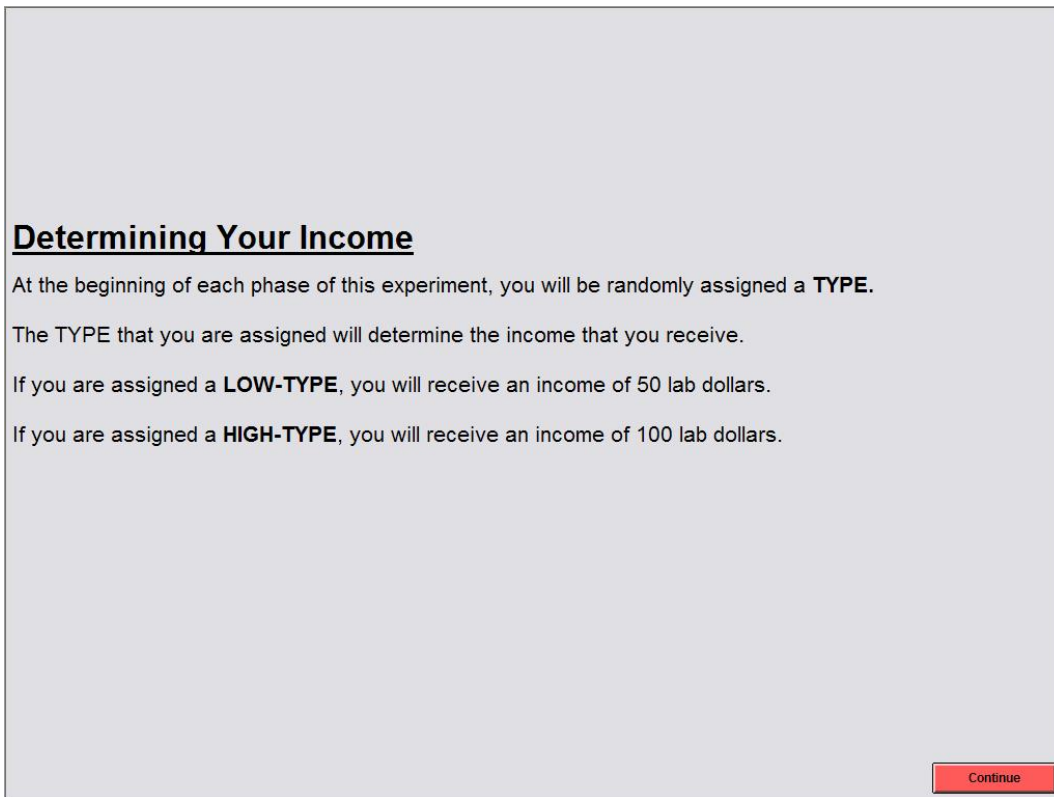 Determining Your Income
At the beginning of each phase of this experiment, you will be randomly assigned a TYPE.
The TYPE that you are assigned will determine the income that you receive.
If you are assigned a LOW-TYPE, you will receive an income of 50 lab dollars.
If you are assigned a HIGH-TYPE, you will receive an income of 100 lab dollars.
Continue